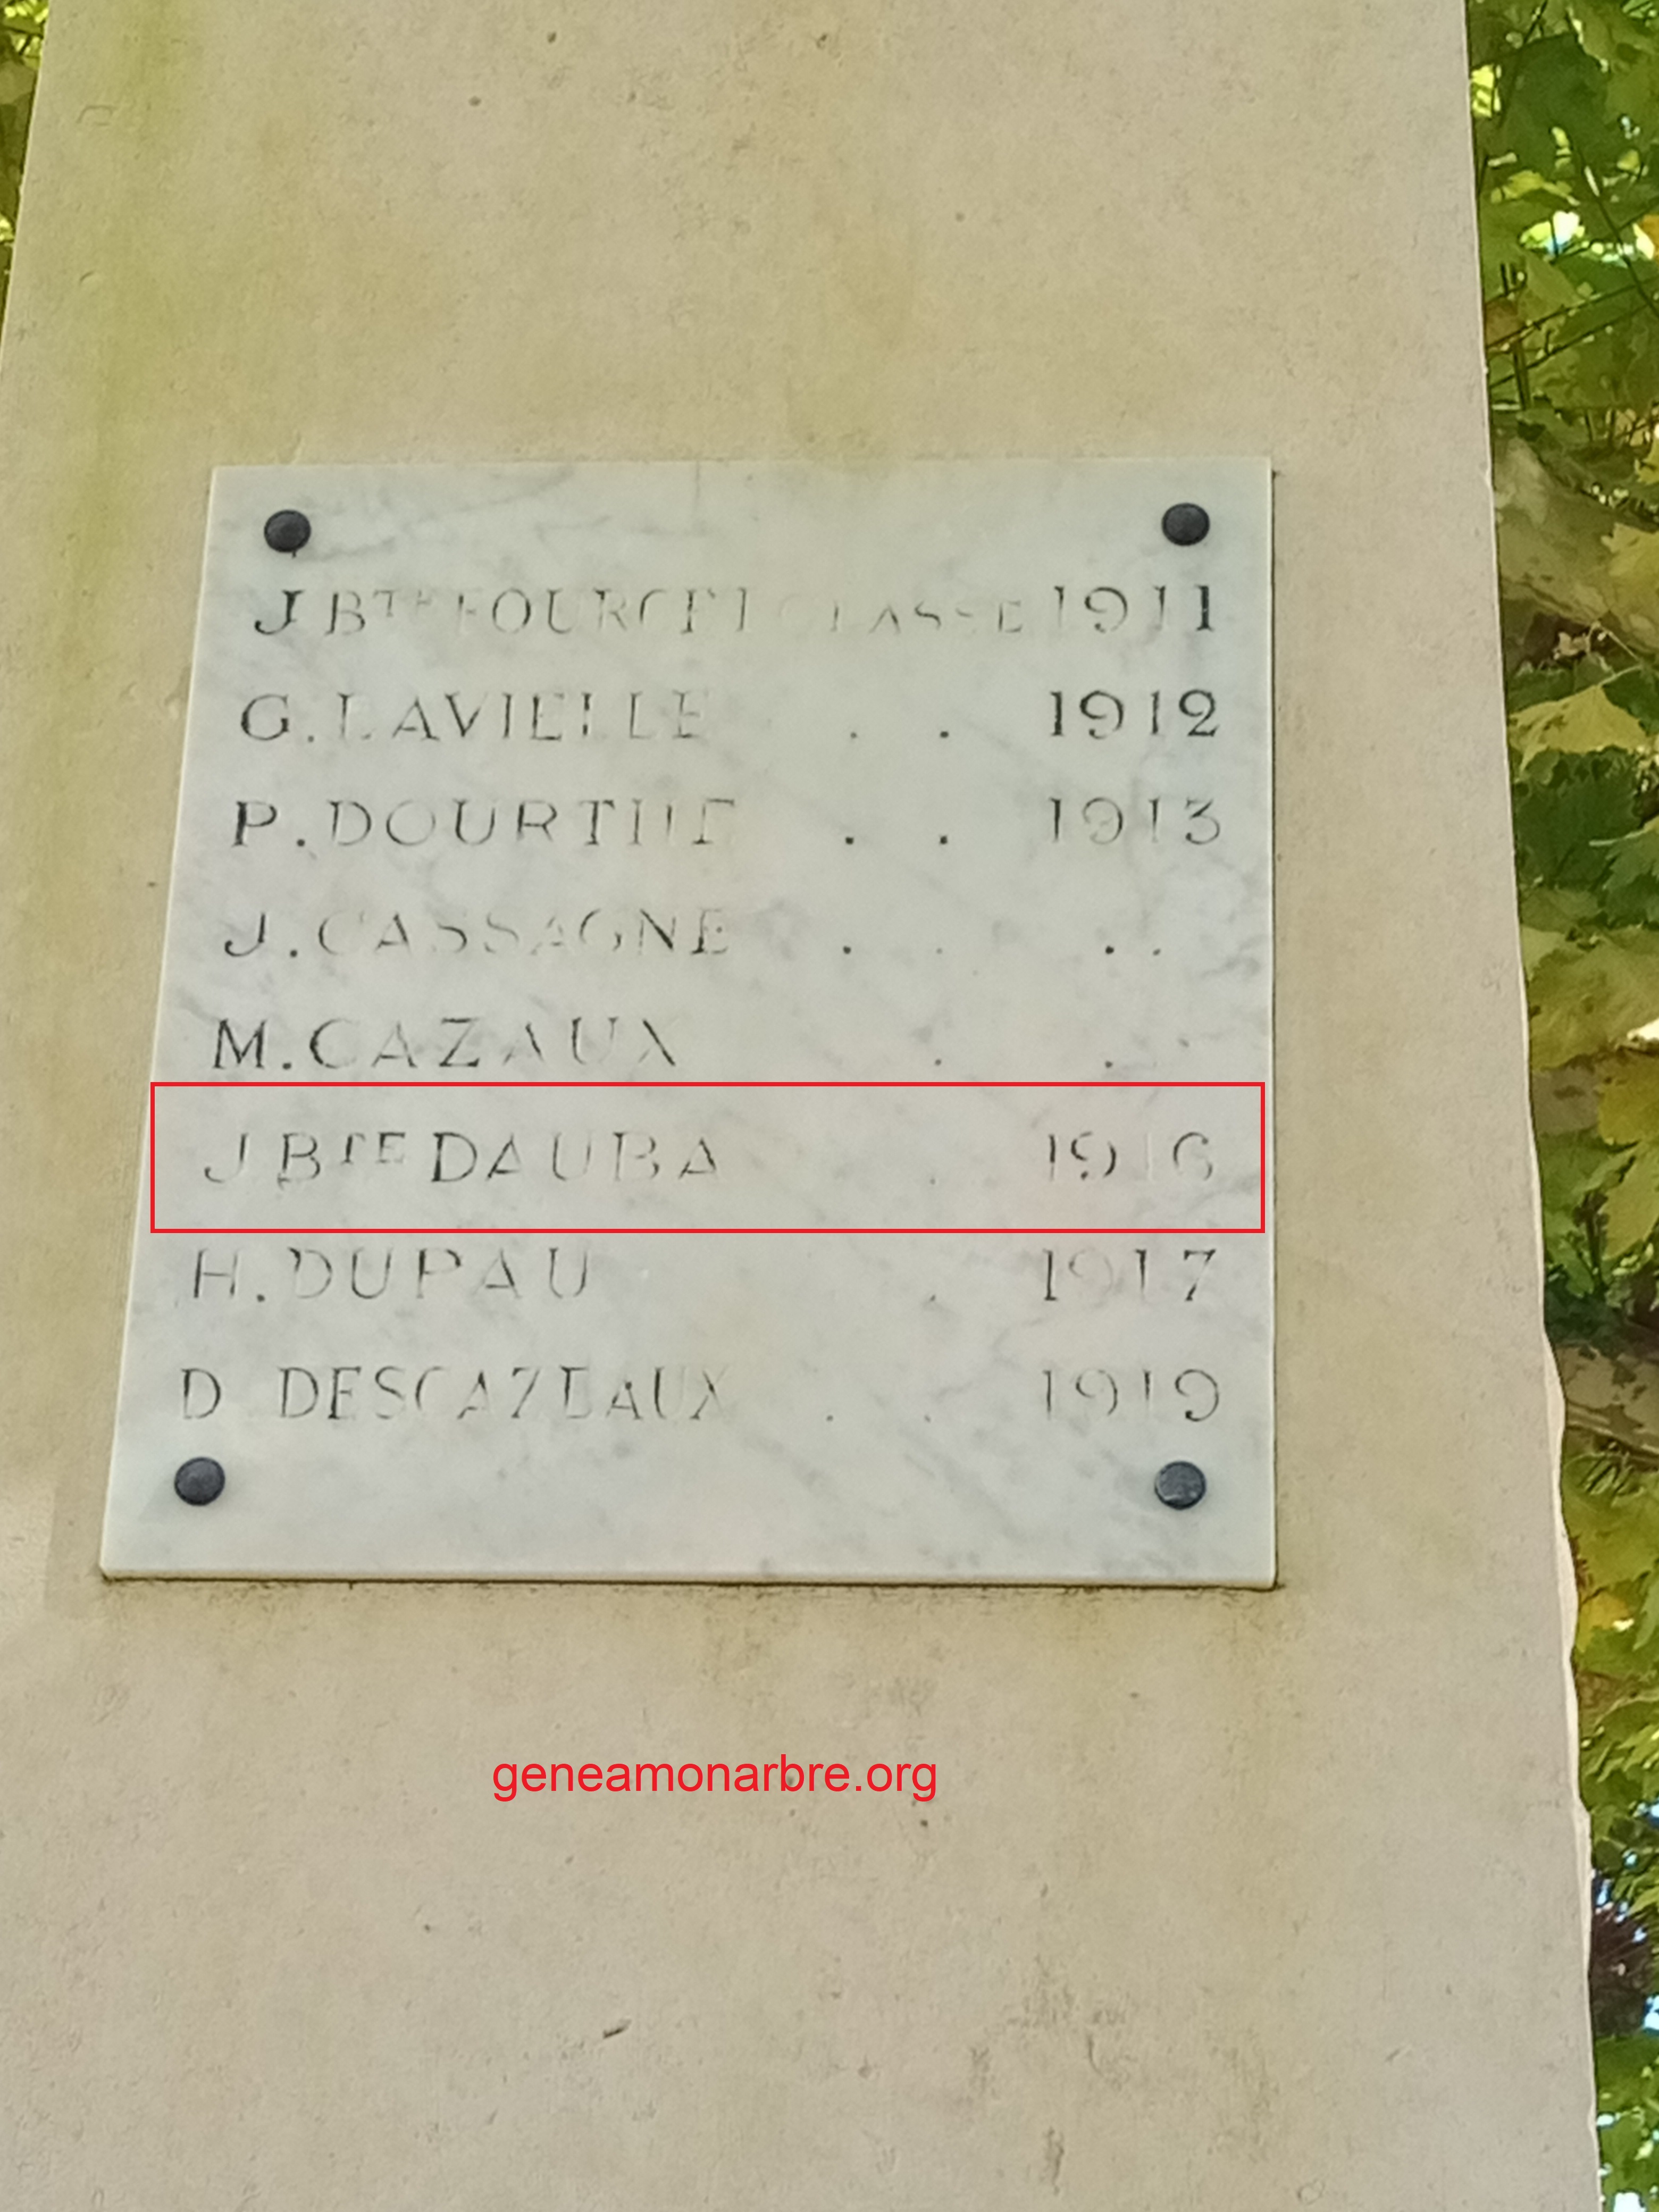 J BTE FOURCET CLASSE 1911
G. LAVIELLE . . 1912
P. DOURTHE . . 1913
J. CASSAGNE . . . .
M. CAZAUX . . .
J BTE DAUBA . 1916
H. DUPAU . 1917
D DESCAZEAUX . . 1919
geneamonarbre.org